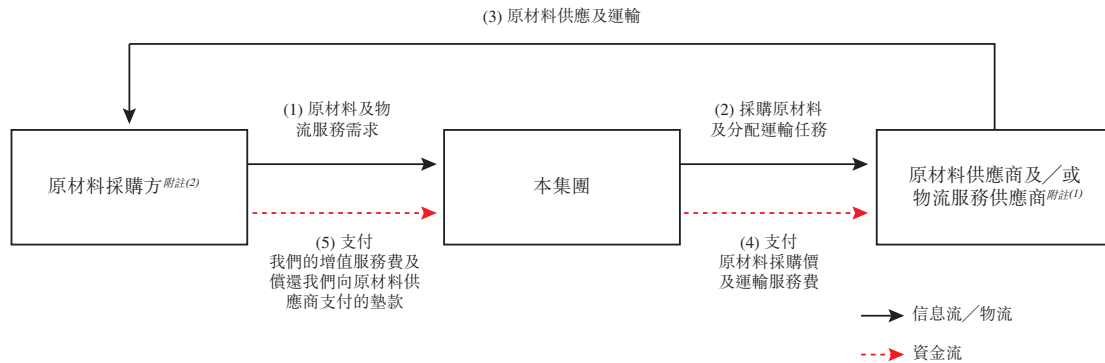 (3) 原材料供應及運輸
(1) 原材料及物
流服務需求
(2) 採購原材料
及分配運輸任務
原材料採購方附註(2)
本集團
原材料供應商及／或
物流服務供應商附註(1)
(5) 支付
我們的增值服務費及
償還我們向原材料供
應商支付的墊款
(4) 支付
原材料採購價
及運輸服務費
信息流／物流
資金流